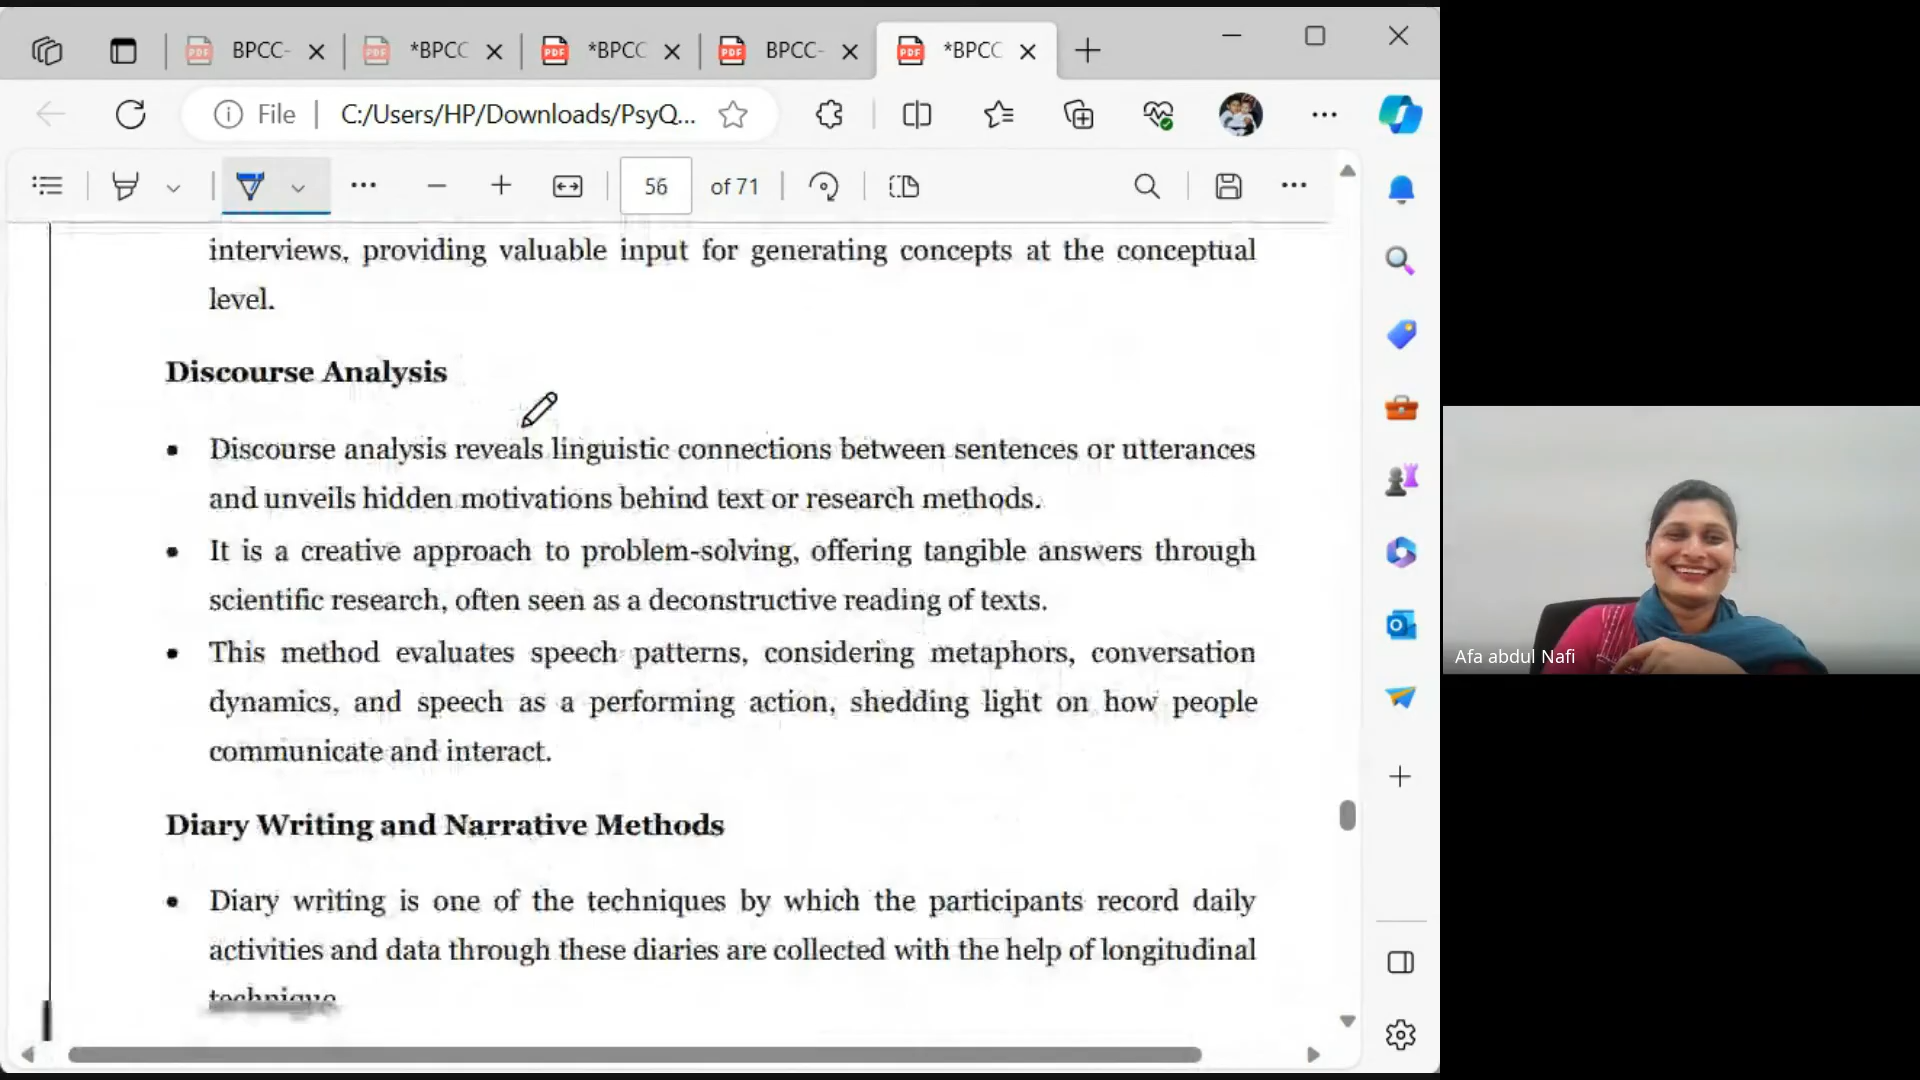 BPCC-
*BPCC
*BPCC
BPCC-
*BPCC
File
C:/Users/HP/Downloads/PsyQ...
56
of 71
interviews, providing valuable input for generating concepts at the conceptual
level.
Discourse Analysis
• Discourse analysis reveals linguistic connections between sentences or utterances
and unveils hidden motivations behind text or research methods.
• It is a creative approach to problem-solving, offering tangible answers through
scientific research, often seen as a deconstructive reading of texts.
• This method evaluates speech patterns, considering metaphors, conversation
dynamics, and speech as a performing action, shedding light on how people
communicate and interact.
Diary Writing and Narrative Methods
• Diary writing is one of the techniques by which the participants record daily
activities and data through these diaries are collected with the help of longitudinal
technique
Afa abdul Nafi